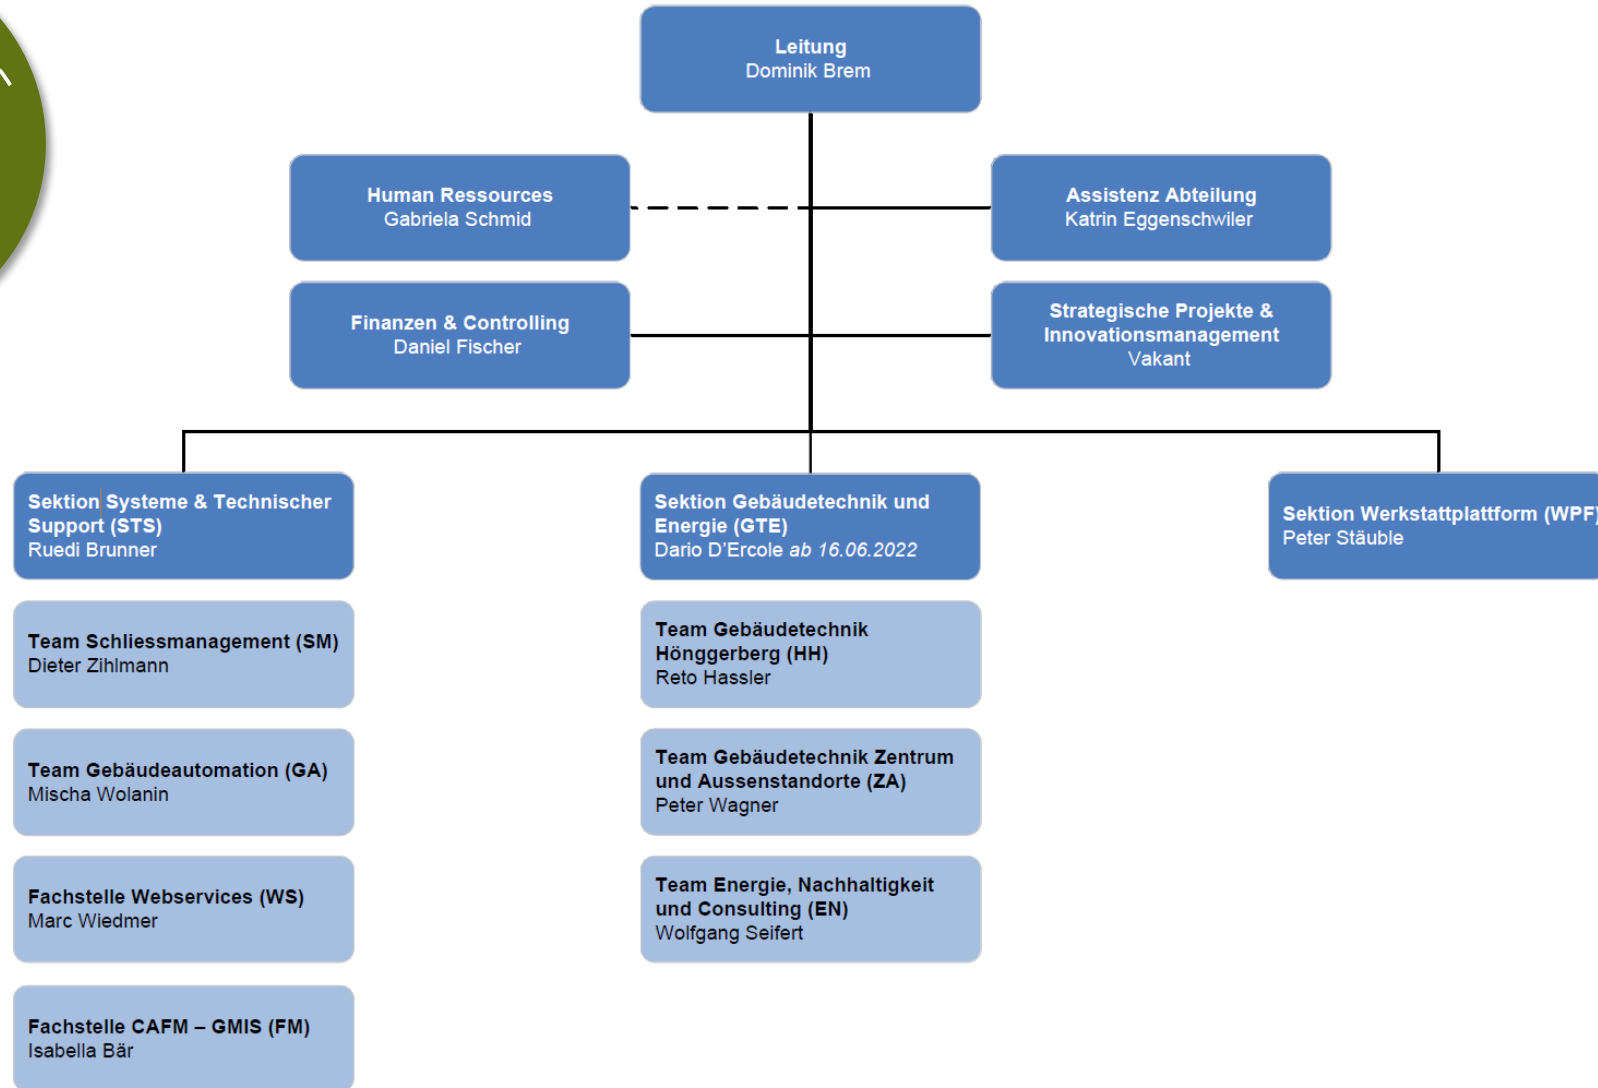 Leitung
Dominik Brem
Human Ressources
Gabriela Schmid
Assistenz Abteilung
Katrin Eggenschwiler
Finanzen & Controlling
Daniel Fischer
Strategische Projekte &
Innovationsmanagement
Vakant
Sektion Systeme & Technischer
Support (STS)
Ruedi Brunner
Team Schliessmanagement (SM)
Dieter Zihlmann
Team Gebäudeautomation (GA)
Mischa Wolanin
Fachstelle Webservices (WS)
Marc Wiedmer
Fachstelle CAFM – GMIS (FM)
Isabella Bär
Sektion Gebäudetechnik und
Energie (GTE)
Dario D’Ercole ab 16.06.2022
Team Gebäudetechnik
Hönggerberg (HH)
Reto Hassler
Team Gebäudetechnik Zentrum
und Aussenstandorte (ZA)
Peter Wagner
Team Energie, Nachhaltigkeit
und Consulting (EN)
Wolfgang Seifert
Sektion Werkstattplattform (WPF)
Peter Stäuble